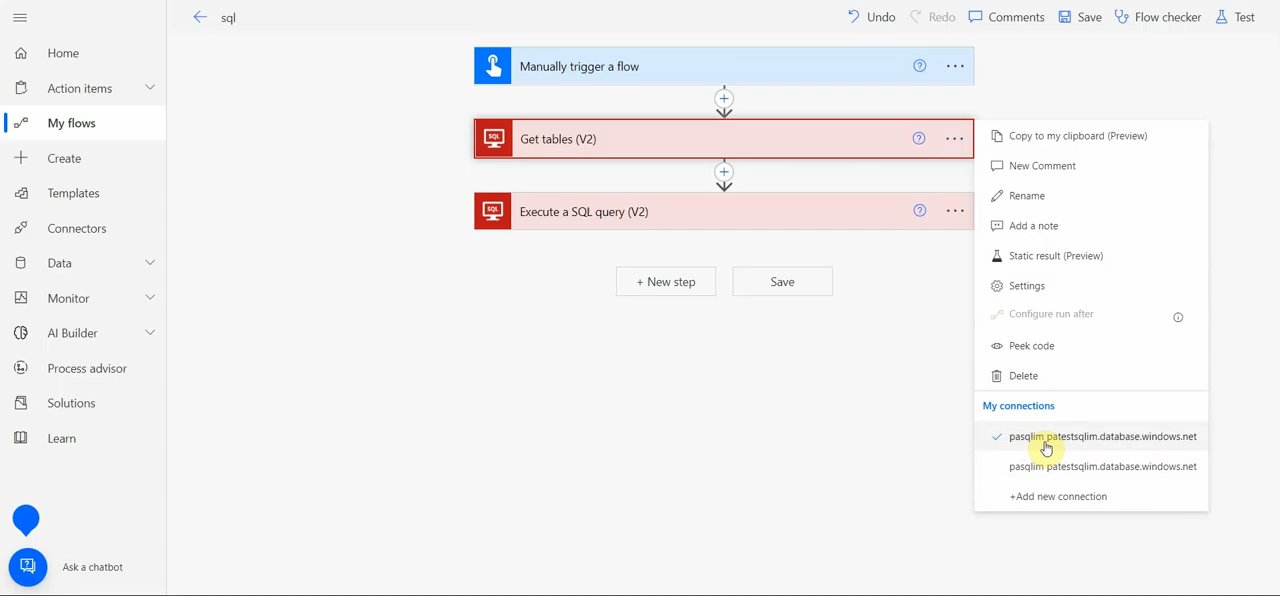 sql
Undo
Redo
Comments
Save
Flow checker
Test
Home
Action items
My flows
Create
Templates
Connectors
Data
Monitor
AI Builder
Process advisor
Solutions
Learn
Ask a chatbot
Manually trigger a flow
SQL
Get tables (V2)
SQL
Execute a SQL query (V2)
+ New step
Save
Copy to my clipboard (Preview)
New Comment
Rename
Add a note
Static result (Preview)
Settings
Configure run after
Peek code
Delete
My connections
pasqlim patestsqlim.database.windows.net
pasqlim patestsqlim.database.windows.net
+Add new connection